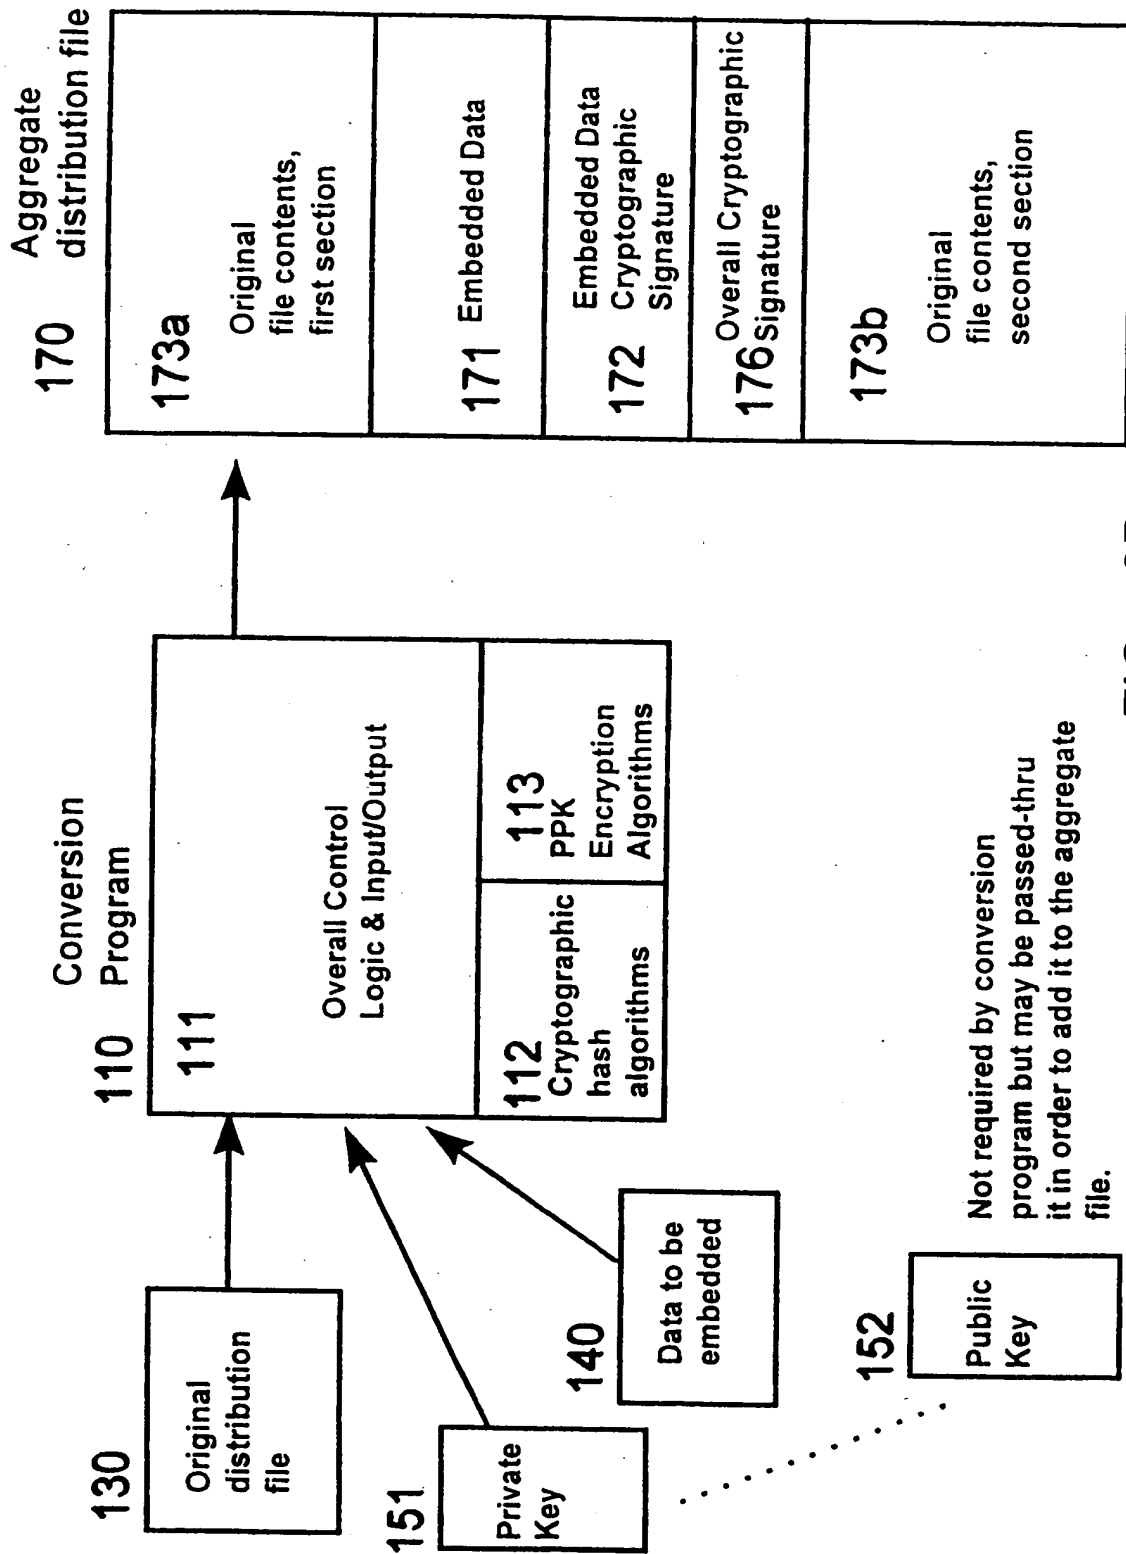 130
Original
distribution
file
151
Private
Key
140
Data to be
embedded
152
Public
Key
Not required by conversion
program but may be passed-thru
it in order to add it to the aggregate
file.
Conversion
110 Program
111
Overall Control
Logic & Input/Output
112
Cryptographic
hash
algorithms
113
PPK
Encryption
Algorithms
170
Aggregate
distribution file
173a
Original
file contents,
first section
171 Embedded Data
172
Embedded Data
Cryptographic
Signature
176
Overall Cryptographic
Signature
173b
Original
file contents,
second section